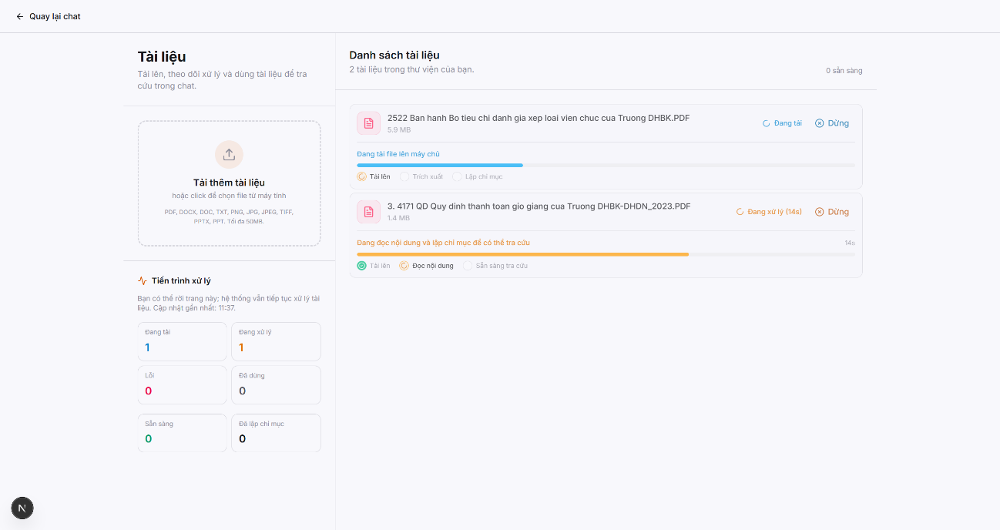 Quay lại chat
Tài liệu
Tải lên, theo dõi xử lý và dùng tài liệu để tra
cứu trong chat.
Tải thêm tài liệu
hoặc click để chọn file từ máy tính
PDF, DOCX, DOC, TXT, PNG, JPG, JPEG, TIFF,
PPTX, PPT. Tối đa 50MB.
Tiến trình xử lý
Bạn có thể rời trang này; hệ thống vẫn tiếp tục xử lý tài
liệu. Cập nhật gần nhất: 11:37.
Đang tải
1
Đang xử lý
1
Lỗi
0
Đã dừng
0
Sẵn sàng
0
Đã lập chỉ mục
0
N
Danh sách tài liệu
2 tài liệu trong thư viện của bạn.
0 sẵn sàng
2522 Ban hanh Bo tieu chi danh gia xep loai vien chuc cua Truong DHBK.PDF
5.9 MB
Đang tải
Dừng
Đang tải file lên máy chủ
Tải lên
Trích xuất
Lập chỉ mục
3. 4171 QD Quy dinh thanh toan gio giang cua Truong DHBK-DHDN_2023.PDF
1.4 MB
Đang xử lý (14s)
Dừng
Đang đọc nội dung và lập chỉ mục để có thể tra cứu
14s
Tải lên
Đọc nội dung
Sẵn sàng tra cứu